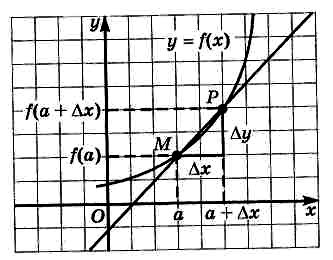 y
y = f(x)
f(a + Δx)
P
Δy
f(a)
M
Δx
O
a
a + Δx
x